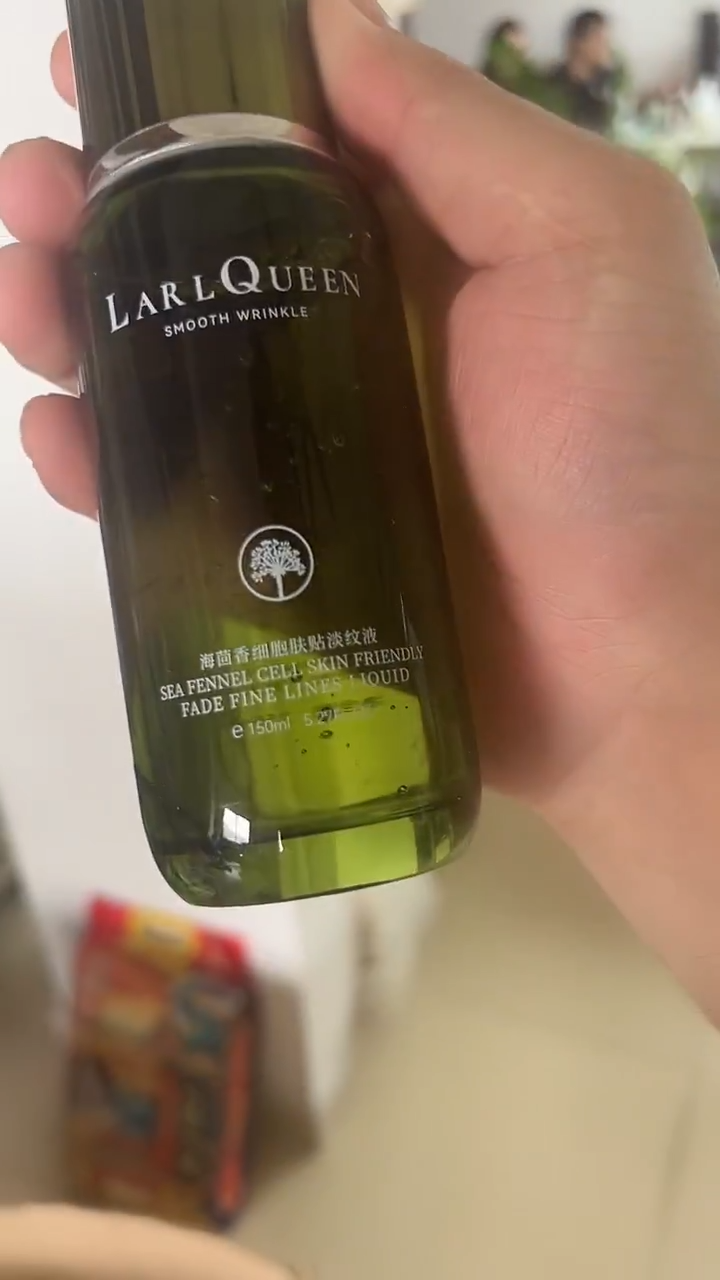 LARLQUEEN
SMOOTH WRINKLE
海茴香细胞肤贴淡纹液
SEA FENNEL CELL SKIN FRIENDLY
FADE FINE LINES LIQUID
e 150ml